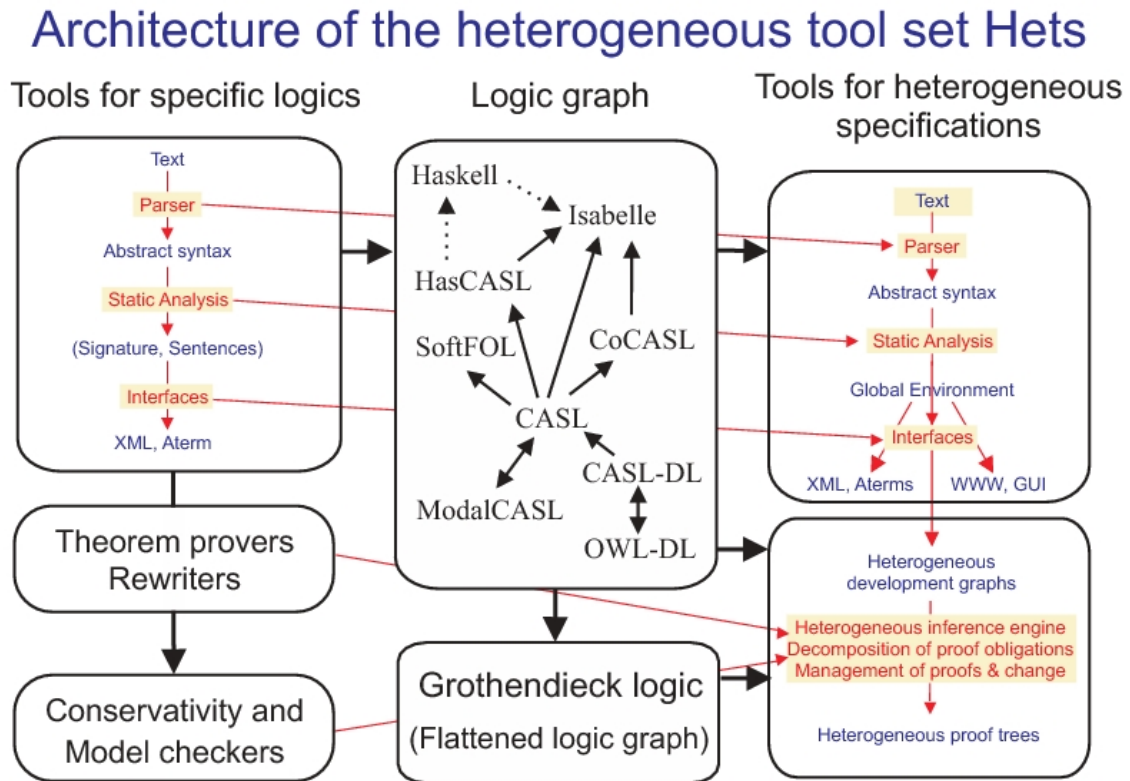 Architecture of the heterogeneous tool set Hets
Tools for specific logics
Text
Parser
Abstract syntax
Static Analysis
(Signature, Sentences)
Interfaces
XML, Aterm
Theorem provers
Rewriters
Conservativity and
Model checkers
Logic graph
Haskell
Isabelle
HasCASL
SoftFOL
CoCASL
CASL
CASL-DL
ModalCASL
OWL-DL
Grothendieck logic
(Flattened logic graph)
Tools for heterogeneous
specifications
Text
Parser
Abstract syntax
Static Analysis
Global Environment
Interfaces
XML, Aterms
WWW, GUI
Heterogeneous
development graphs
Heterogeneous inference engine
Decomposition of proof obligations
Management of proofs & change
Heterogeneous proof trees